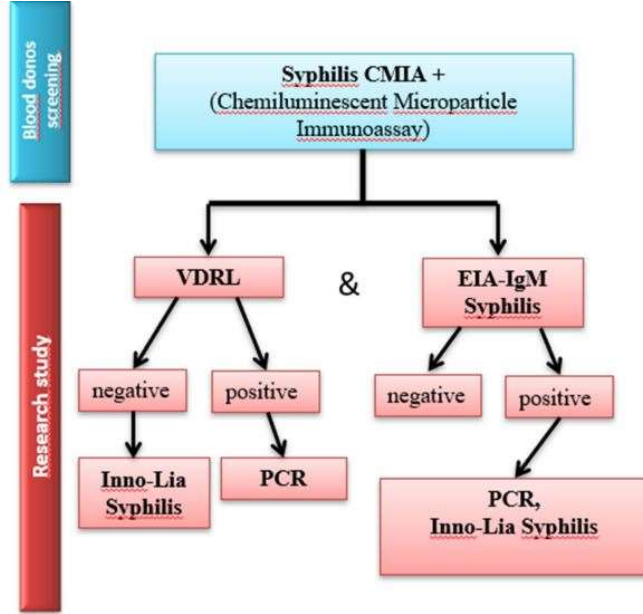 Blood donos
screening
Syphilis CMIA +
(Chemiluminescent Microparticle
Immunoassay)
Research study
VDRL
&
EIA-IgM
Syphilis
negative
positive
negative
positive
Inno-Lia
Syphilis
PCR
PCR,
Inno-Lia Syphilis